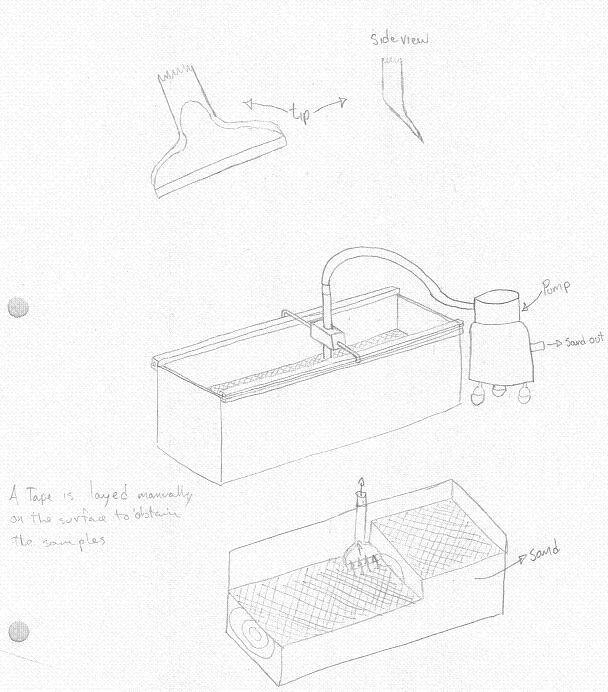 Side view
tip
Pump
Sand out
A Tape is layed manually
on the surface to obtain
the samples
Sand